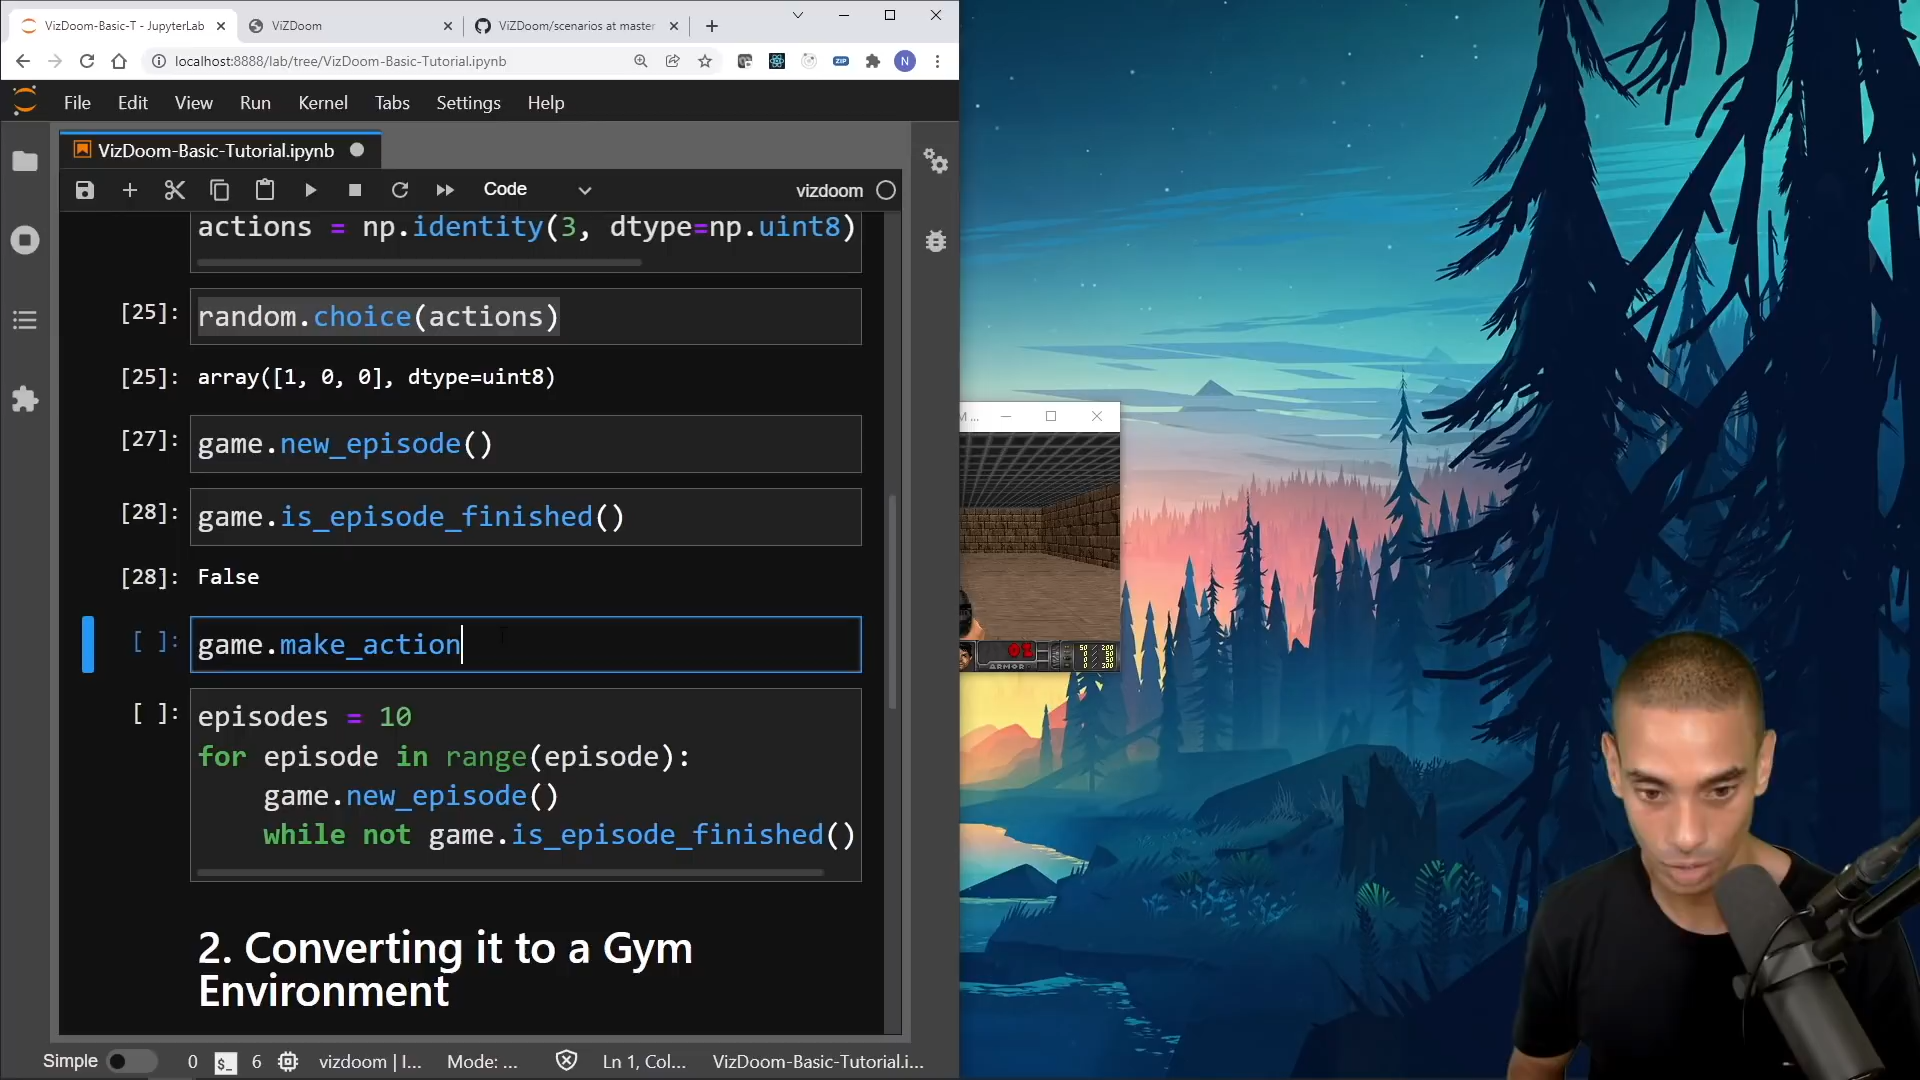 VizDoom-Basic-T - JupyterLab
ViZDoom
ViZDoom/scenarios at master
localhost:8888/lab/tree/VizDoom-Basic-Tutorial.ipynb
ZIP
N
File Edit View Run Kernel Tabs Settings Help
VizDoom-Basic-Tutorial.ipynb
Code
vizdoom
actions = np.identity(3, dtype=np.uint8)
[25]: random.choice(actions)
[25]: array([1, 0, 0], dtype=uint8)
[27]: game.new_episode()
[28]: game.is_episode_finished()
[28]: False
[ ]: game.make_action
[ ]: episodes = 10
for episode in range(episode):
game.new_episode()
while not game.is_episode_finished()
2. Converting it to a Gym
Environment
M ...
ARMOR
Simple 0 $_ 6 vizdoom | I... Mode: ... Ln 1, Col... VizDoom-Basic-Tutorial.i...